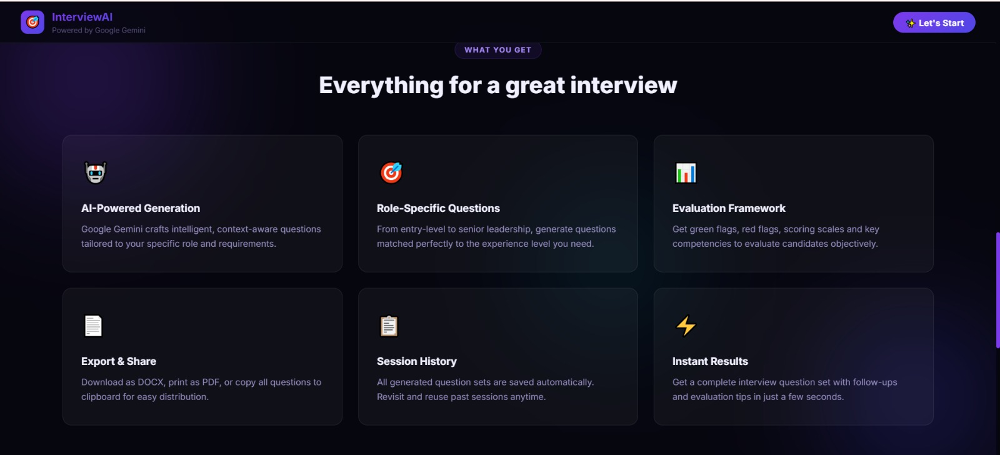 InterviewAI
Powered by Google Gemini
✨ Let's Start
WHAT YOU GET
Everything for a great interview
AI-Powered Generation
Google Gemini crafts intelligent, context-aware questions
tailored to your specific role and requirements.
Role-Specific Questions
From entry-level to senior leadership, generate questions
matched perfectly to the experience level you need.
Evaluation Framework
Get green flags, red flags, scoring scales and key
competencies to evaluate candidates objectively.
Export & Share
Download as DOCX, print as PDF, or copy all questions to
clipboard for easy distribution.
Session History
All generated question sets are saved automatically.
Revisit and reuse past sessions anytime.
Instant Results
Get a complete interview question set with follow-ups
and evaluation tips in just a few seconds.